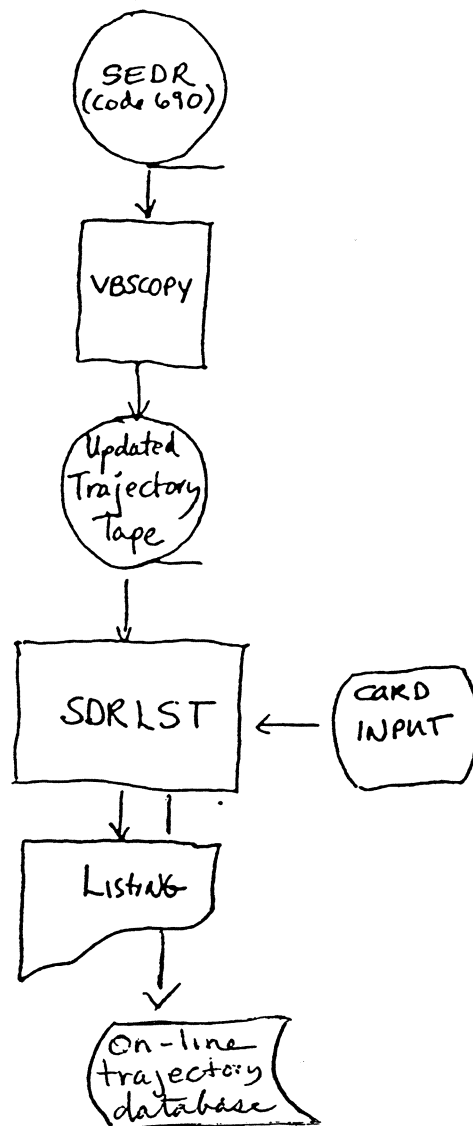 SEDR
(Code 690)
VBSCOPY
Updated
Trajectory
Tape
SDRLST
CARD
INPUT
LISTING
On-line
trajectory
database